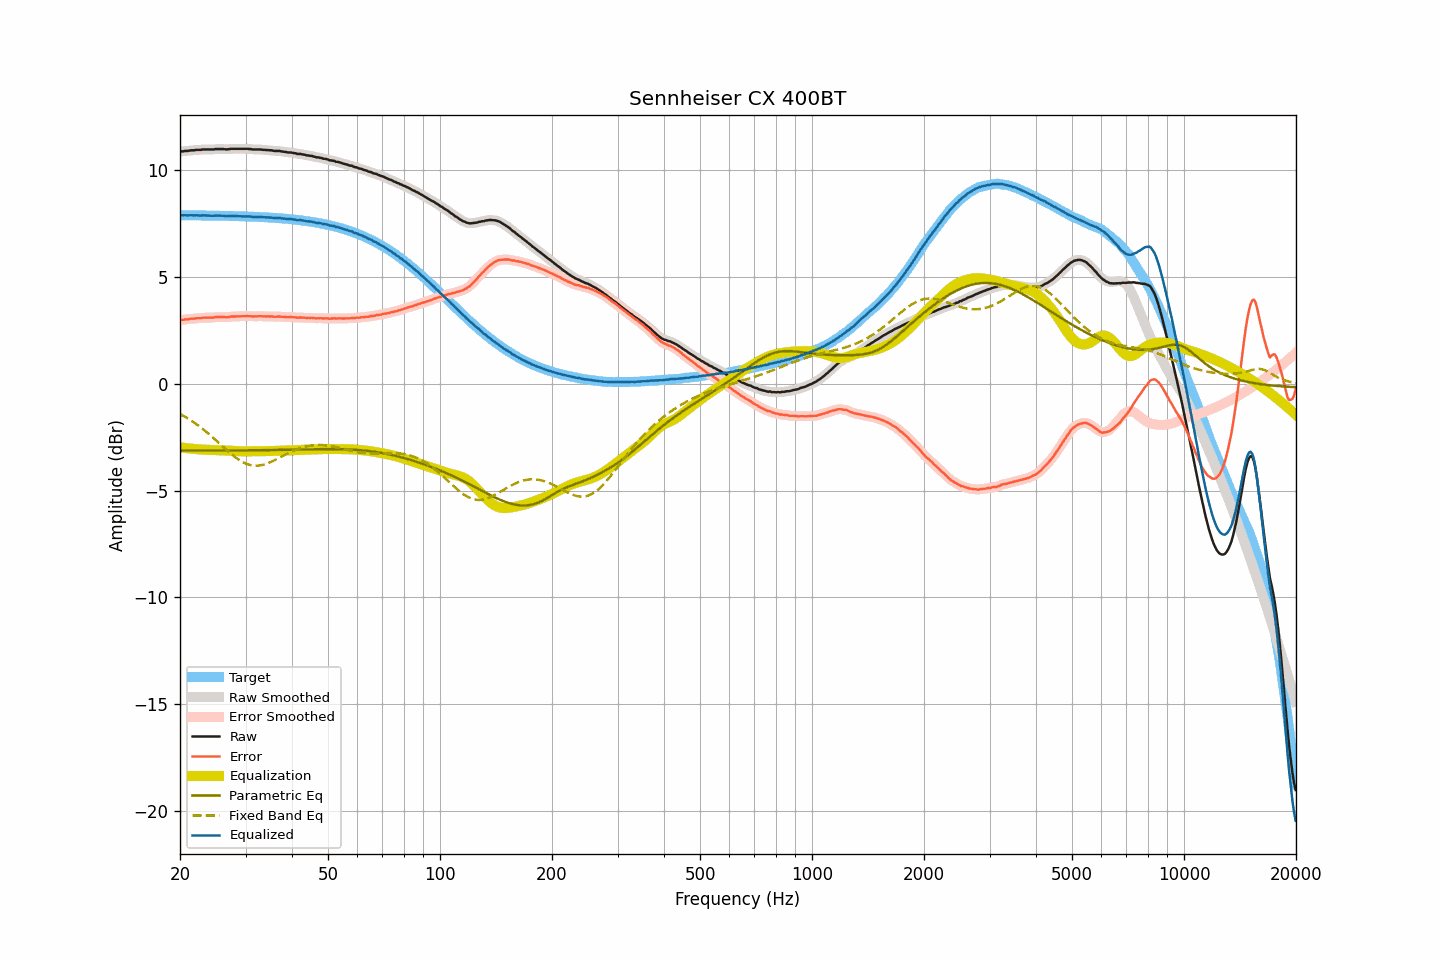 Sennheiser CX 400BT
Amplitude (dBr)
10
5
0
−5
−10
−15
−20
Target
Raw Smoothed
Error Smoothed
Raw
Error
Equalization
Parametric Eq
Fixed Band Eq
Equalized
20 50 100 200 500 1000 2000 5000 10000 20000
Frequency (Hz)